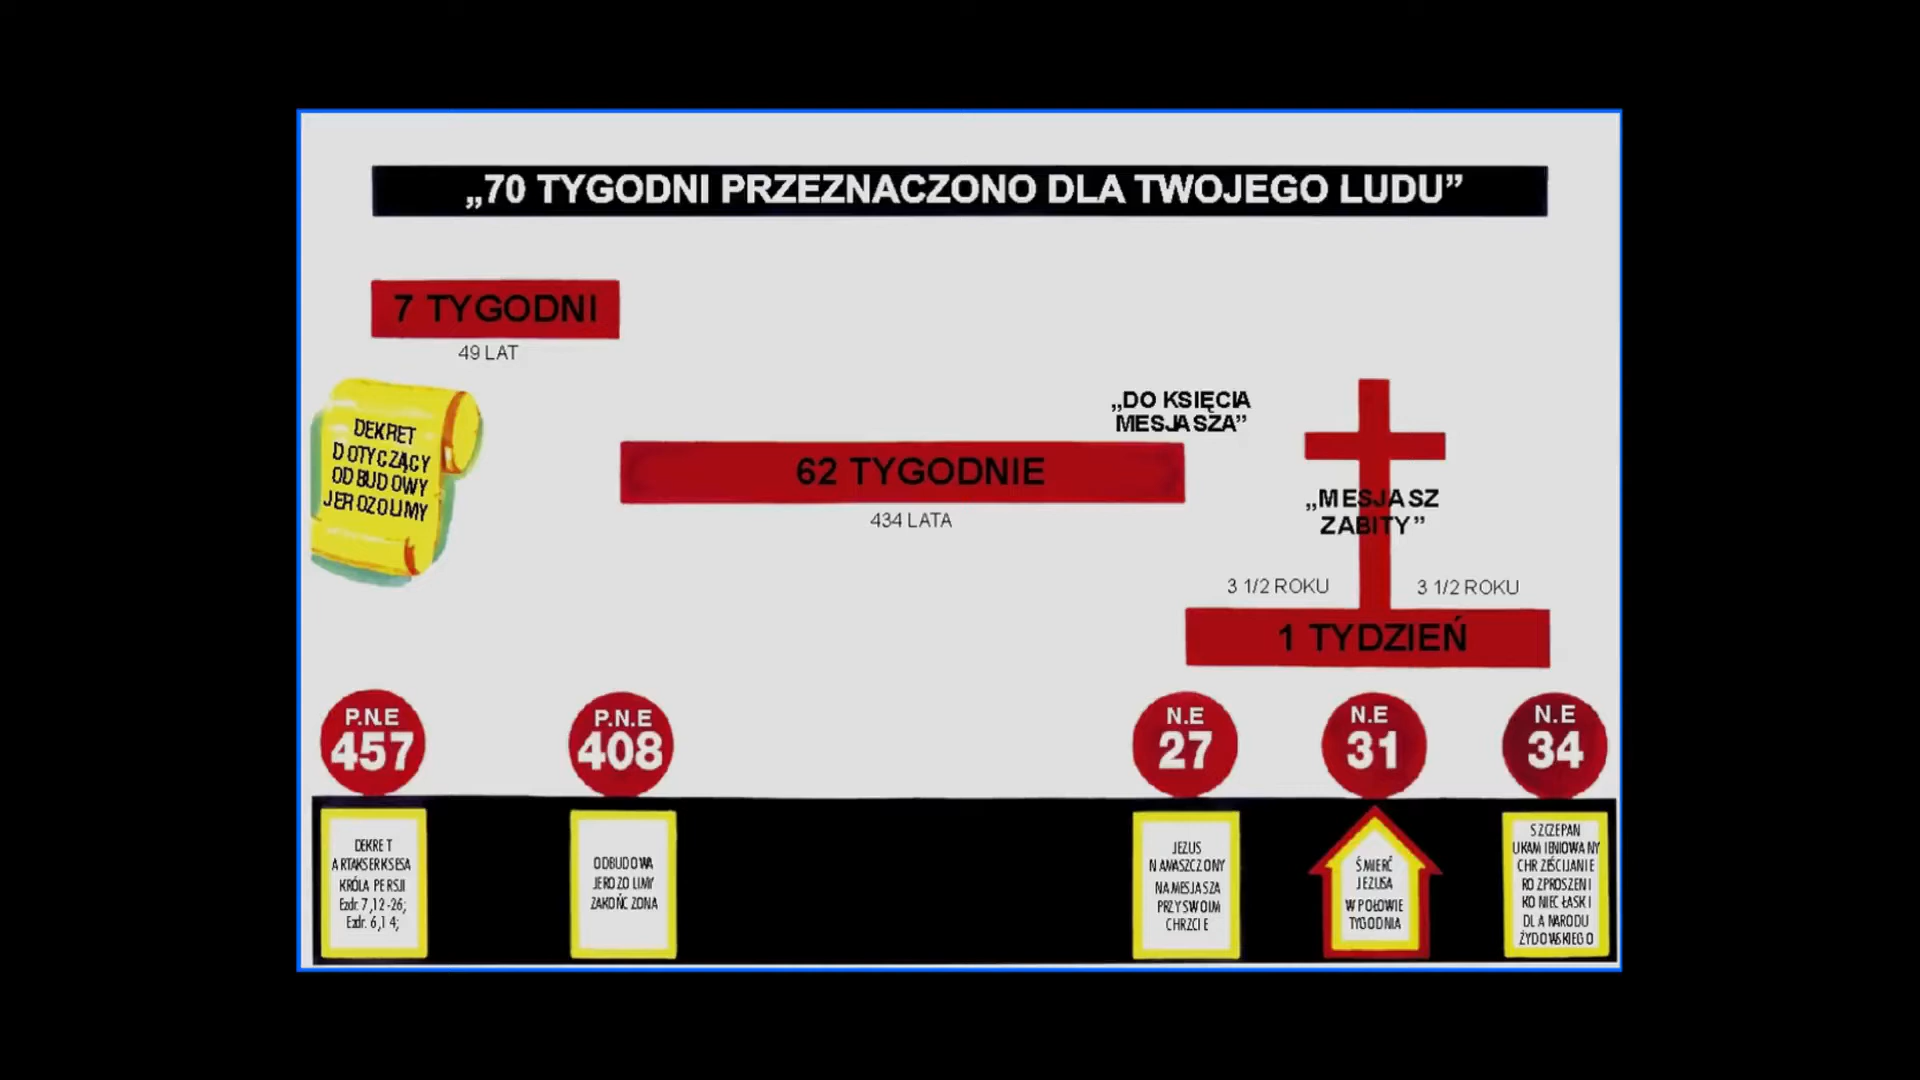 „70 TYGODNI PRZEZNACZONO DLA TWOJEGO LUDU”
7 TYGODNI
49 LAT
DEKRET
DOTYCZĄCY
ODBUDOWY
JEROZOLIMY
„DO KSIĘCIA
MESJASZA”
62 TYGODNIE
434 LATA
„MESJASZ
ZABITY”
3 1/2 ROKU
3 1/2 ROKU
1 TYDZIEŃ
P.N.E
457
P.N.E
408
N.E
27
N.E
31
N.E
34
DEKRET
ARTAKSERKSESA
KRÓLA PERSJI
Ezdr. 7,12-26;
Ezdr. 6,14;
ODBUDOWA
JEROZOLIMY
ZAKOŃCZONA
JEZUS
NAMASZCZONY
NA MESJASZA
PRZY SWOIM
CHRZCIE
ŚMIERĆ
JEZUSA
W POŁOWIE
TYGODNIA
SZCZEPAN
UKAMIENIOWANY
CHRZEŚCIJANIE
ROZPROSZENI
KONIEC ŁASKI
DLA NARODU
ŻYDOWSKIEGO